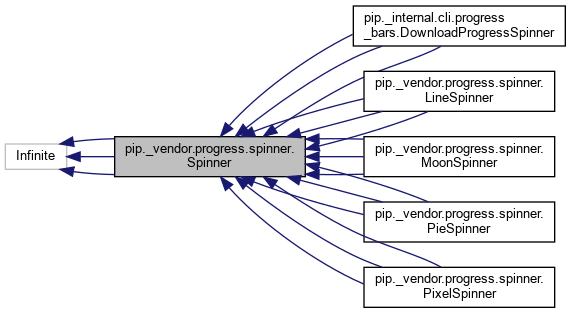 Infinite
pip._vendor.progress.spinner.
Spinner
pip._internal.cli.progress
_bars.DownloadProgressSpinner
pip._vendor.progress.spinner.
LineSpinner
pip._vendor.progress.spinner.
MoonSpinner
pip._vendor.progress.spinner.
PieSpinner
pip._vendor.progress.spinner.
PixelSpinner